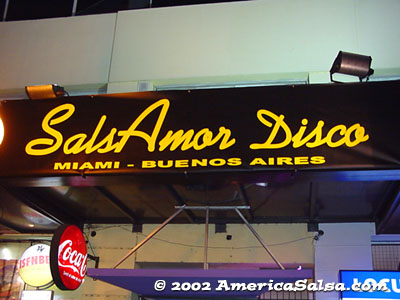 SalsAmor Disco
MIAMI - BUENOS AIRES
Coca-Cola
© 2002 AmericaSalsa.com